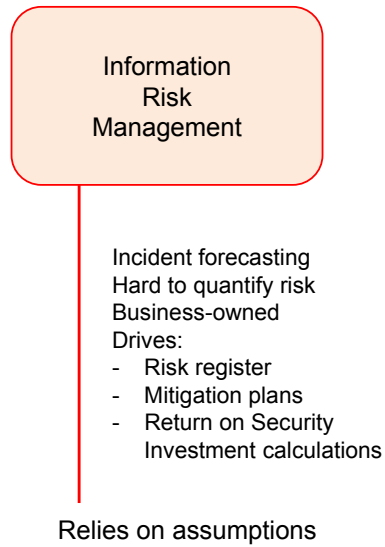 Information
Risk
Management
Incident forecasting
Hard to quantify risk
Business-owned
Drives:
- Risk register
- Mitigation plans
- Return on Security
Investment calculations
Relies on assumptions